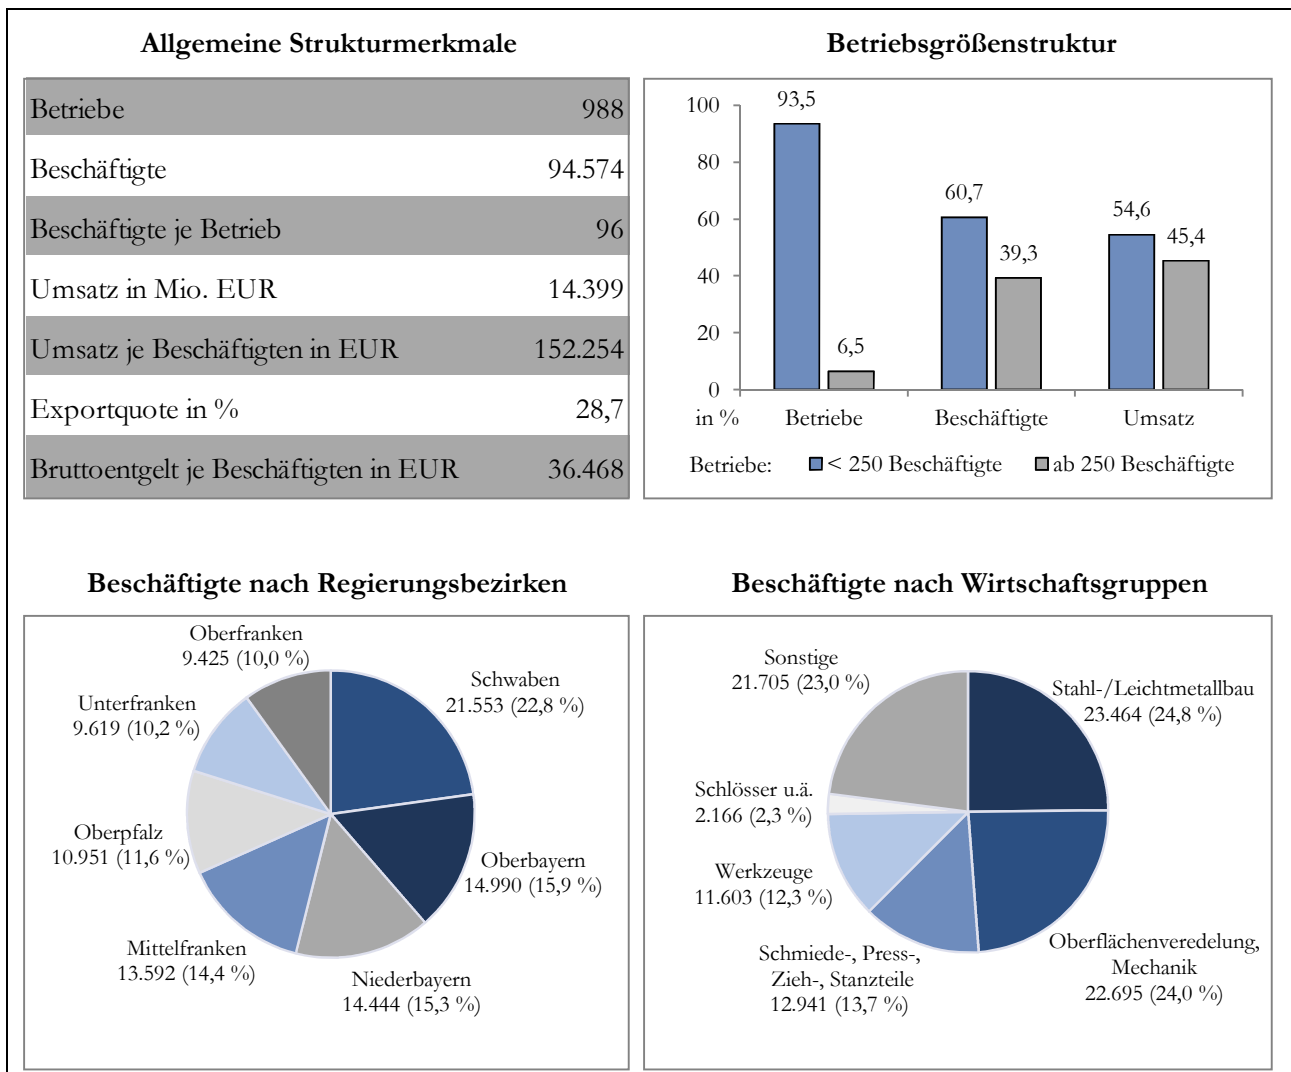 Allgemeine Strukturmerkmale
Betriebe 988
Beschäftigte 94.574
Beschäftigte je Betrieb 96
Umsatz in Mio. EUR 14.399
Umsatz je Beschäftigten in EUR 152.254
Exportquote in % 28,7
Bruttoentgelt je Beschäftigten in EUR 36.468
Betriebsgrößenstruktur
100
80
60
40
20
0
in %
93,5
6,5
60,7
39,3
54,6
45,4
Betriebe Beschäftigte Umsatz
Betriebe: < 250 Beschäftigte ab 250 Beschäftigte
Beschäftigte nach Regierungsbezirken
Oberfranken
9.425 (10,0 %)
Schwaben
21.553 (22,8 %)
Unterfranken
9.619 (10,2 %)
Oberpfalz
10.951 (11,6 %)
Oberbayern
14.990 (15,9 %)
Mittelfranken
13.592 (14,4 %)
Niederbayern
14.444 (15,3 %)
Beschäftigte nach Wirtschaftsgruppen
Sonstige
21.705 (23,0 %)
Stahl-/Leichtmetallbau
23.464 (24,8 %)
Schlösser u.ä.
2.166 (2,3 %)
Werkzeuge
11.603 (12,3 %)
Schmiede-, Press-,
Zieh-, Stanzteile
12.941 (13,7 %)
Oberflächenveredelung,
Mechanik
22.695 (24,0 %)